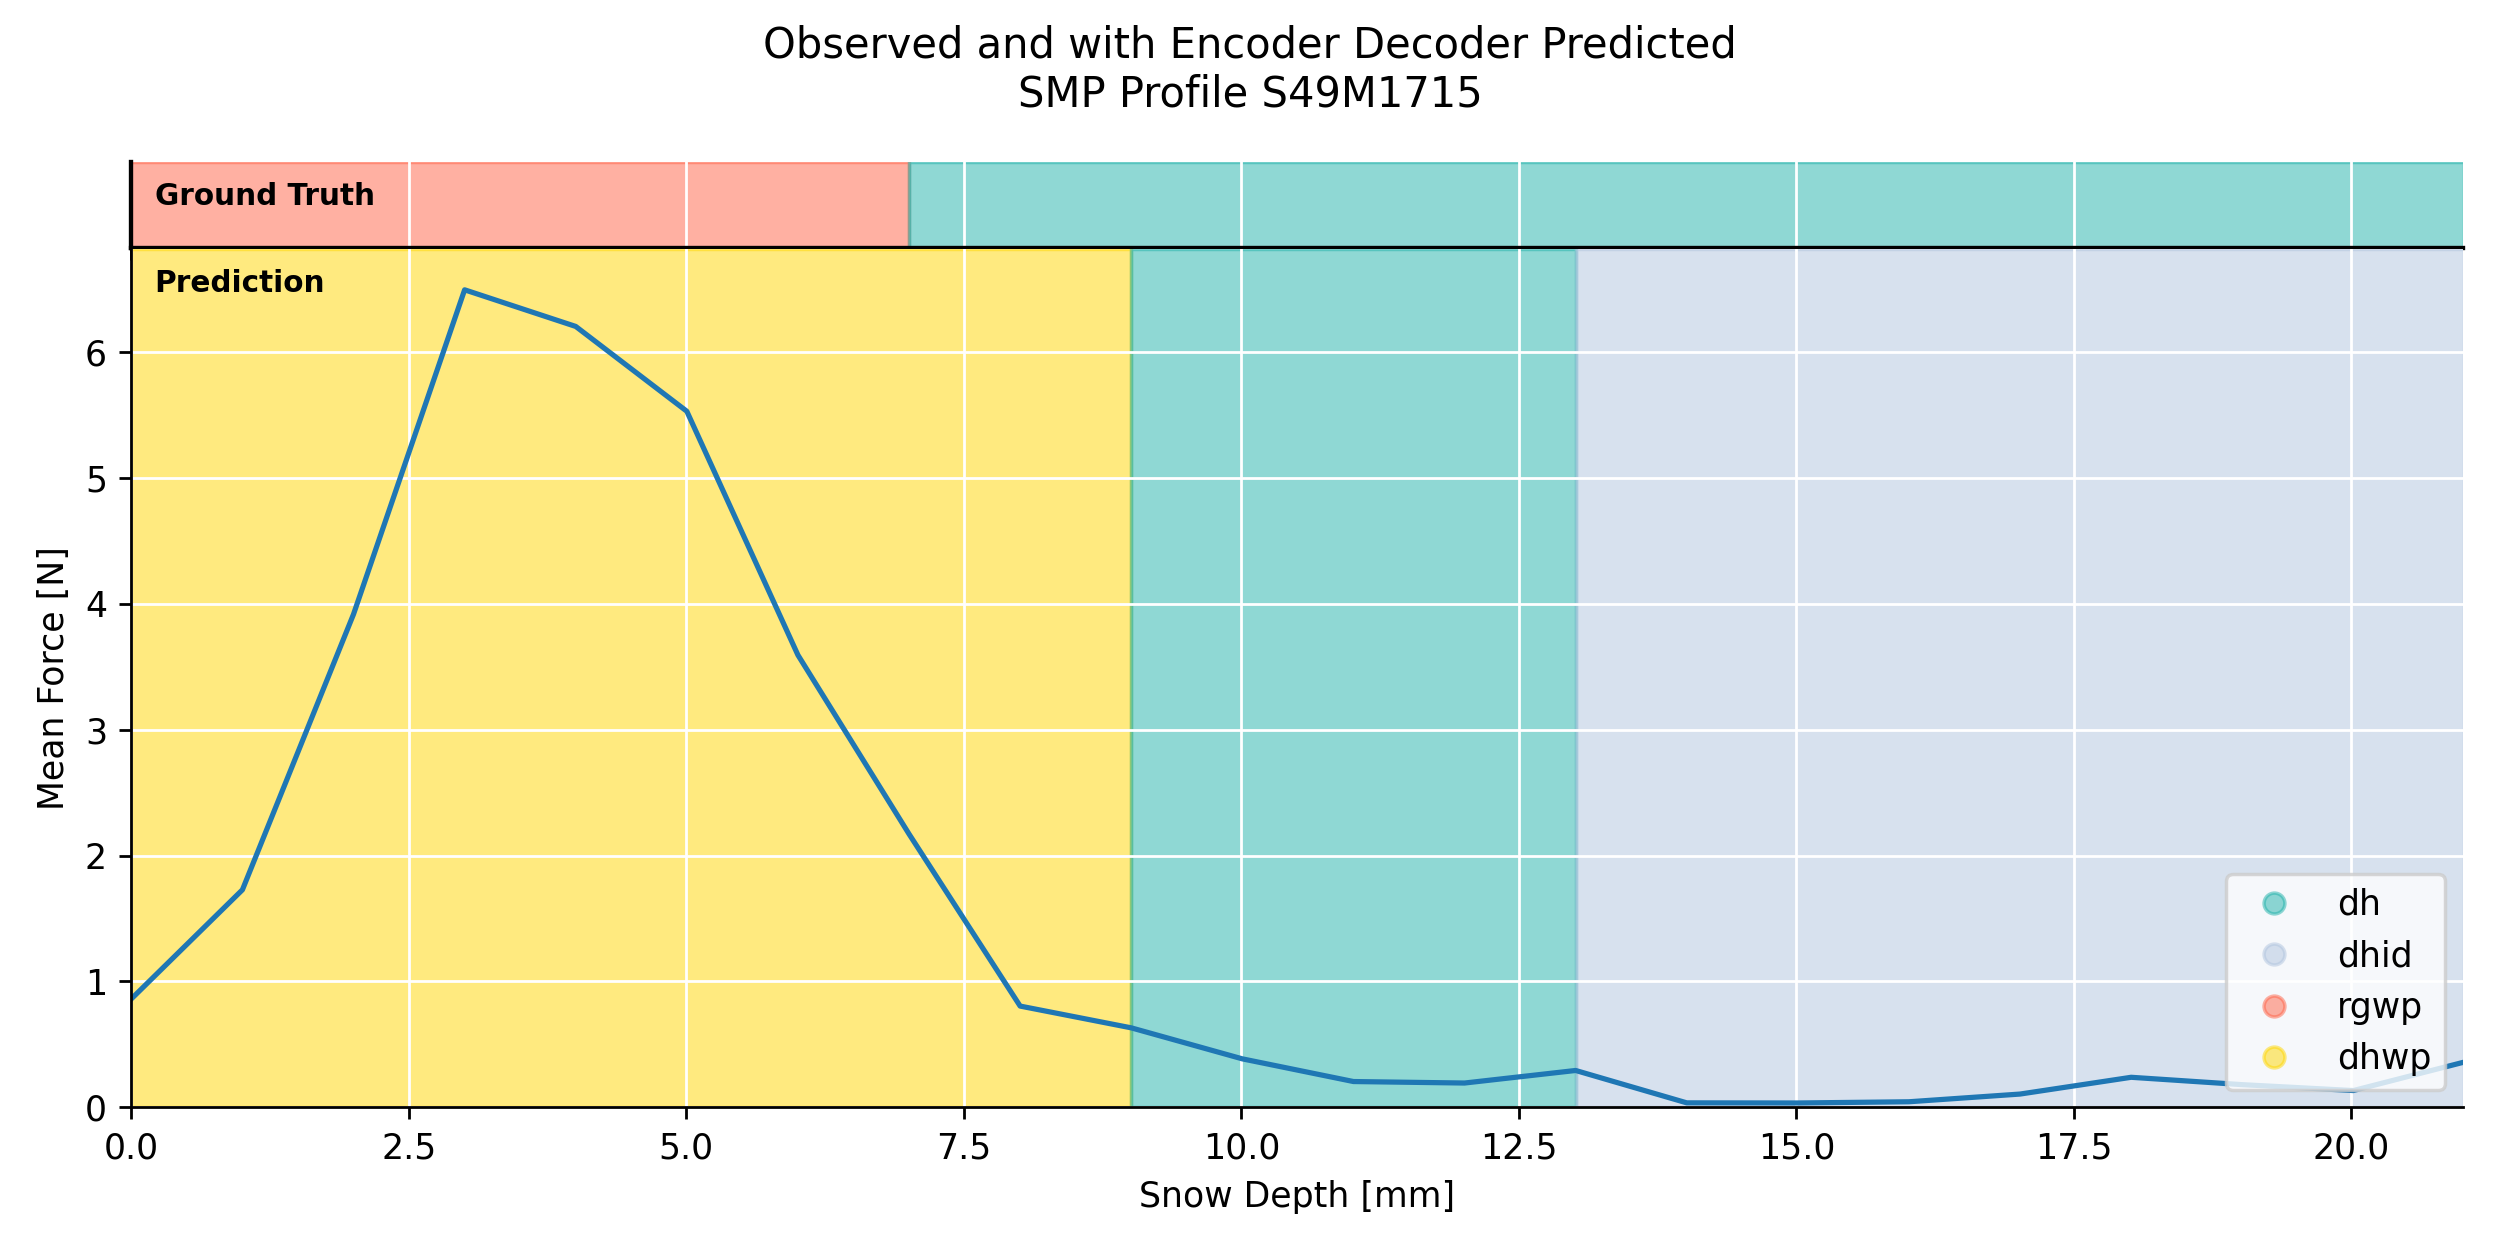 Observed and with Encoder Decoder Predicted
SMP Profile S49M1715
Ground Truth
Prediction
6
5
4
3
2
1
0
Mean Force [N]
dh
dhid
rgwp
dhwp
0.0 2.5 5.0 7.5 10.0 12.5 15.0 17.5 20.0
Snow Depth [mm]